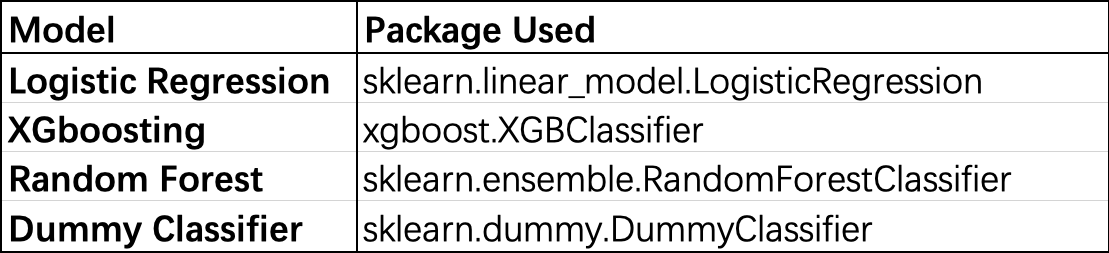 Model Package Used
Logistic Regression sklearn.linear_model.LogisticRegression
XGboosting xgboost.XGBClassifier
Random Forest sklearn.ensemble.RandomForestClassifier
Dummy Classifier sklearn.dummy.DummyClassifier